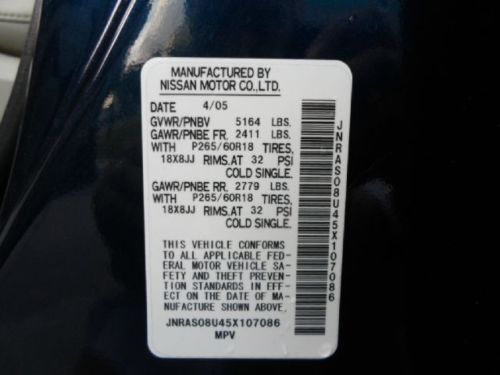 MANUFACTURED BY
NISSAN MOTOR CO.,LTD.
DATE 4/05
GVWR/PNBV 5164 LBS.
GAWR/PNBE FR. 2411 LBS.
WITH P265/60R18 TIRES,
18X8JJ RIMS.AT 32 PSI
COLD SINGLE.
GAWR/PNBE RR. 2779 LBS.
WITH P265/60R18 TIRES,
18X8JJ RIMS.AT 32 PSI
COLD SINGLE.
THIS VEHICLE CONFORMS
TO ALL APPLICABLE FED-
ERAL MOTOR VEHICLE SA-
FETY & THEFT PREVEN-
TION STANDARDS IN EFF-
ECT ON THE DATE OF MA-
NUFACTURE SHOWN ABOVE.
JNRAS08U45X107086
MPV
JNRAS08U45X107086